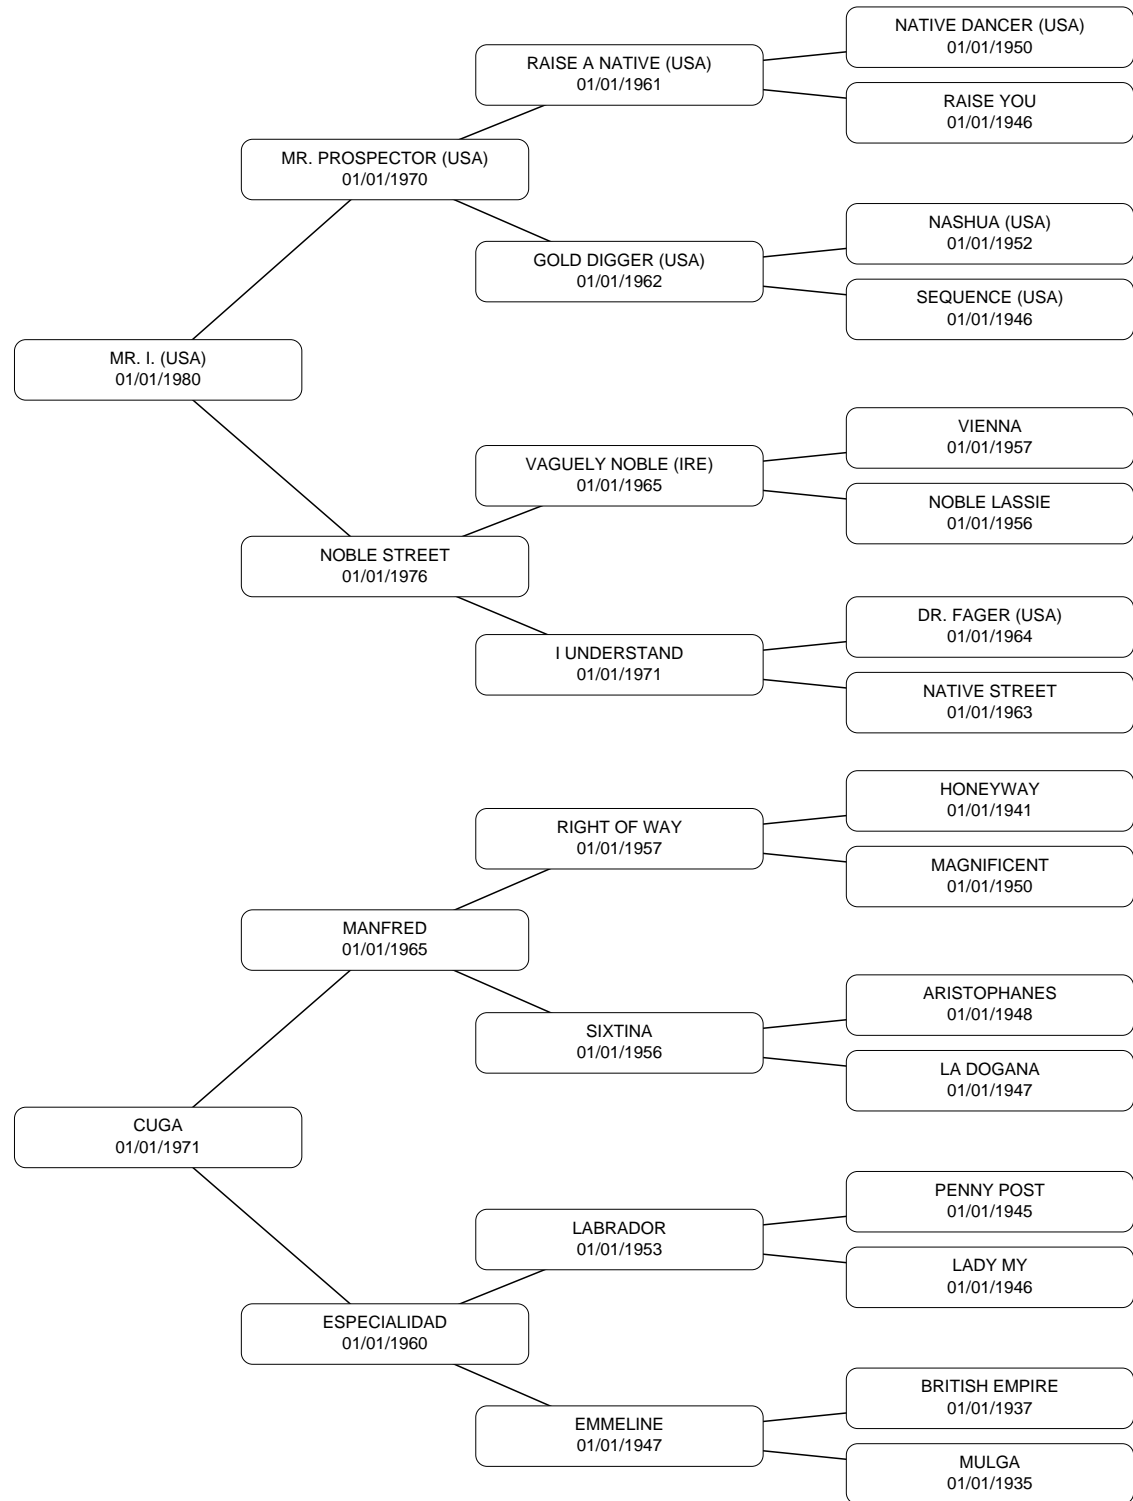 NATIVE DANCER (USA)
01/01/1950
RAISE A NATIVE (USA)
01/01/1961
RAISE YOU
01/01/1946
MR. PROSPECTOR (USA)
01/01/1970
NASHUA (USA)
01/01/1952
GOLD DIGGER (USA)
01/01/1962
SEQUENCE (USA)
01/01/1946
MR. I. (USA)
01/01/1980
VIENNA
01/01/1957
VAGUELY NOBLE (IRE)
01/01/1965
NOBLE LASSIE
01/01/1956
NOBLE STREET
01/01/1976
DR. FAGER (USA)
01/01/1964
I UNDERSTAND
01/01/1971
NATIVE STREET
01/01/1963
HONEYWAY
01/01/1941
RIGHT OF WAY
01/01/1957
MAGNIFICENT
01/01/1950
MANFRED
01/01/1965
ARISTOPHANES
01/01/1948
SIXTINA
01/01/1956
LA DOGANA
01/01/1947
CUGA
01/01/1971
PENNY POST
01/01/1945
LABRADOR
01/01/1953
LADY MY
01/01/1946
ESPECIALIDAD
01/01/1960
BRITISH EMPIRE
01/01/1937
EMMELINE
01/01/1947
MULGA
01/01/1935